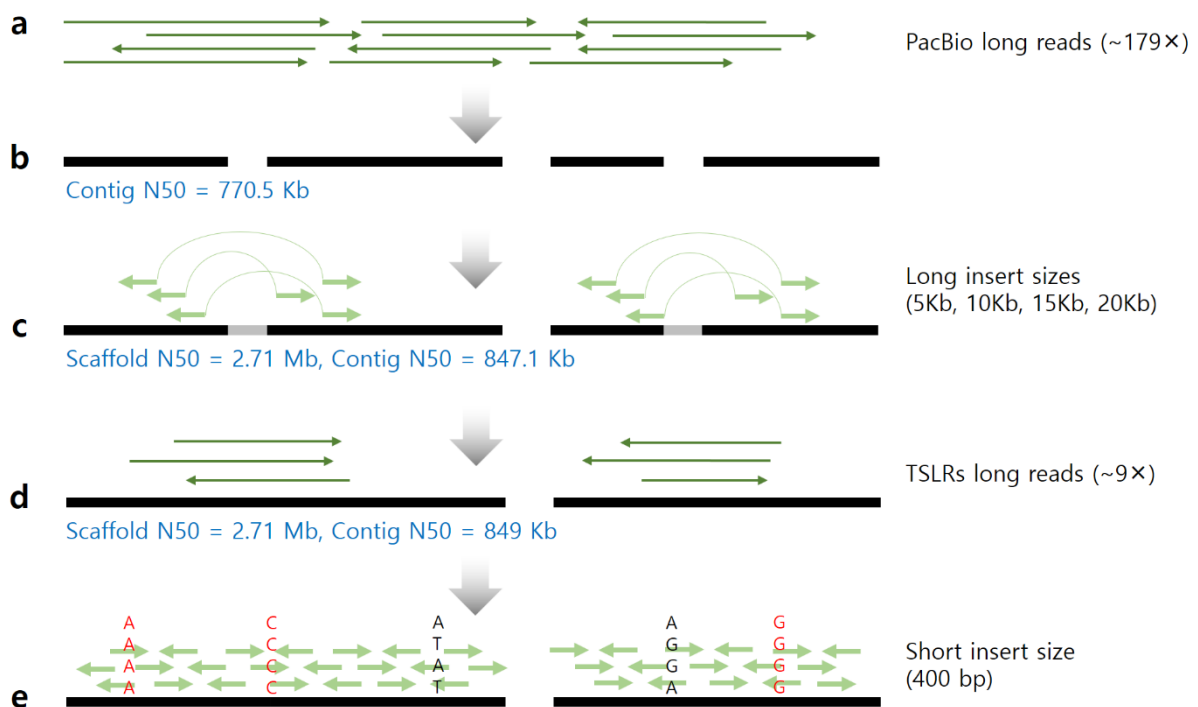 a
PacBio long reads (~179×)
b
Contig N50 = 770.5 Kb
Long insert sizes
(5Kb, 10Kb, 15Kb, 20Kb)
c
Scaffold N50 = 2.71 Mb, Contig N50 = 847.1 Kb
TSLRs long reads (~9×)
d
Scaffold N50 = 2.71 Mb, Contig N50 = 849 Kb
A C A A G
A C T G G
Short insert size
A C A G G
(400 bp)
A C T A G
e